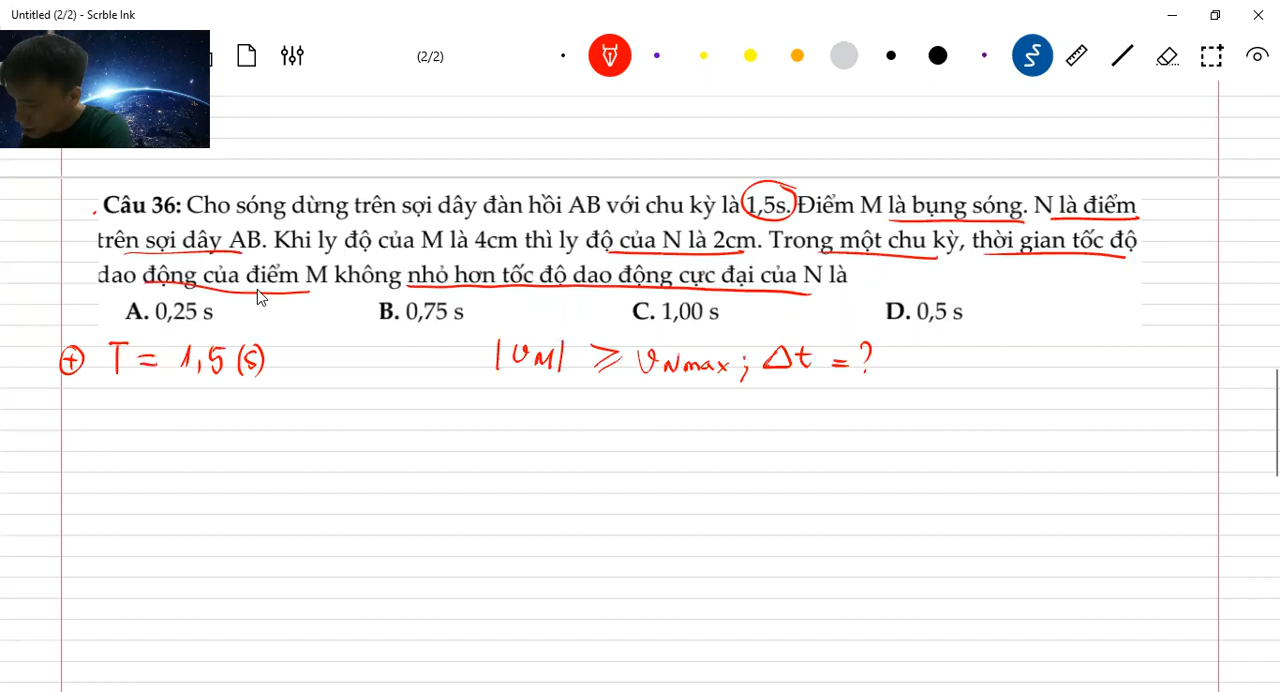 Untitled (2/2) - Scrble Ink
(2/2)
Câu 36: Cho sóng dừng trên sợi dây đàn hồi AB với chu kỳ là 1,5s. Điểm M là bụng sóng. N là điểm
trên sợi dây AB. Khi ly độ của M là 4cm thì ly độ của N là 2cm. Trong một chu kỳ, thời gian tốc độ
dao động của điểm M không nhỏ hơn tốc độ dao động cực đại của N là
A. 0,25 s B. 0,75 s C. 1,00 s D. 0,5 s
⊕ T = 1,5 (s) |vM| ⩾ vNmax ; Δt = ?